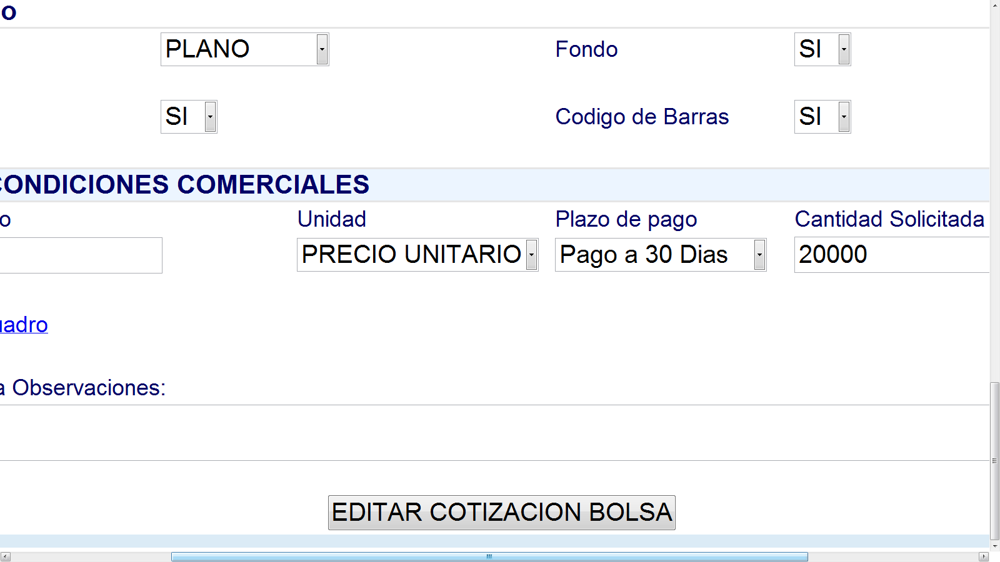 o
PLANO Fondo SI
SI Codigo de Barras SI
CONDICIONES COMERCIALES
o Unidad Plazo de pago Cantidad Solicitada
PRECIO UNITARIO Pago a 30 Dias 20000
uadro
a Observaciones:
EDITAR COTIZACION BOLSA